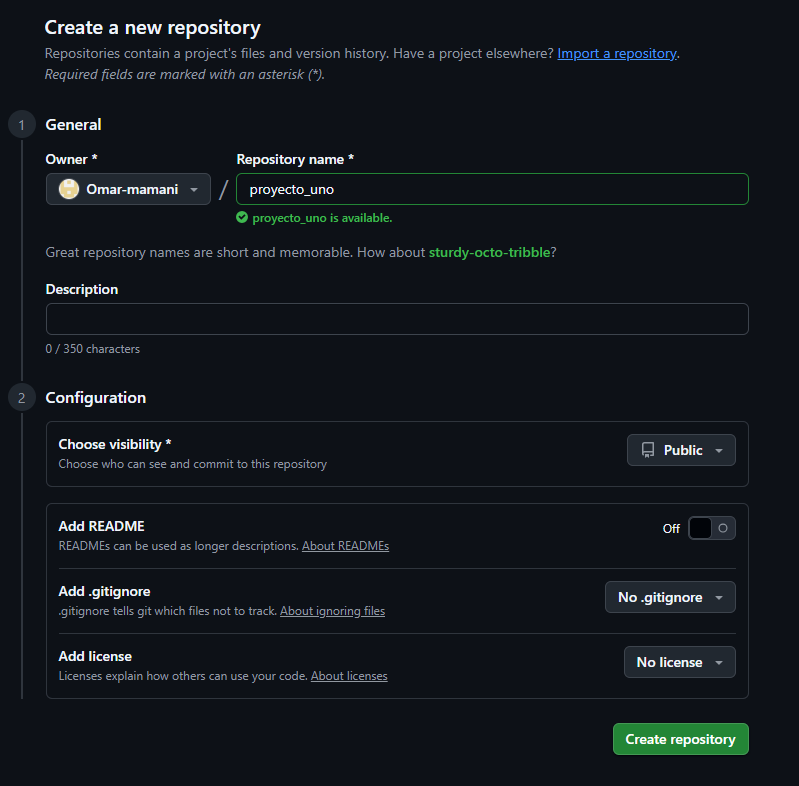 Create a new repository
Repositories contain a project's files and version history. Have a project elsewhere? Import a repository.
Required fields are marked with an asterisk (*).
1 General
Owner * Repository name *
Omar-mamani / proyecto_uno
proyecto_uno is available.
Great repository names are short and memorable. How about sturdy-octo-tribble?
Description
0 / 350 characters
2 Configuration
Choose visibility *
Choose who can see and commit to this repository
Public
Add README
READMEs can be used as longer descriptions. About READMEs
Off
Add .gitignore
.gitignore tells git which files not to track. About ignoring files
No .gitignore
Add license
Licenses explain how others can use your code. About licenses
No license
Create repository